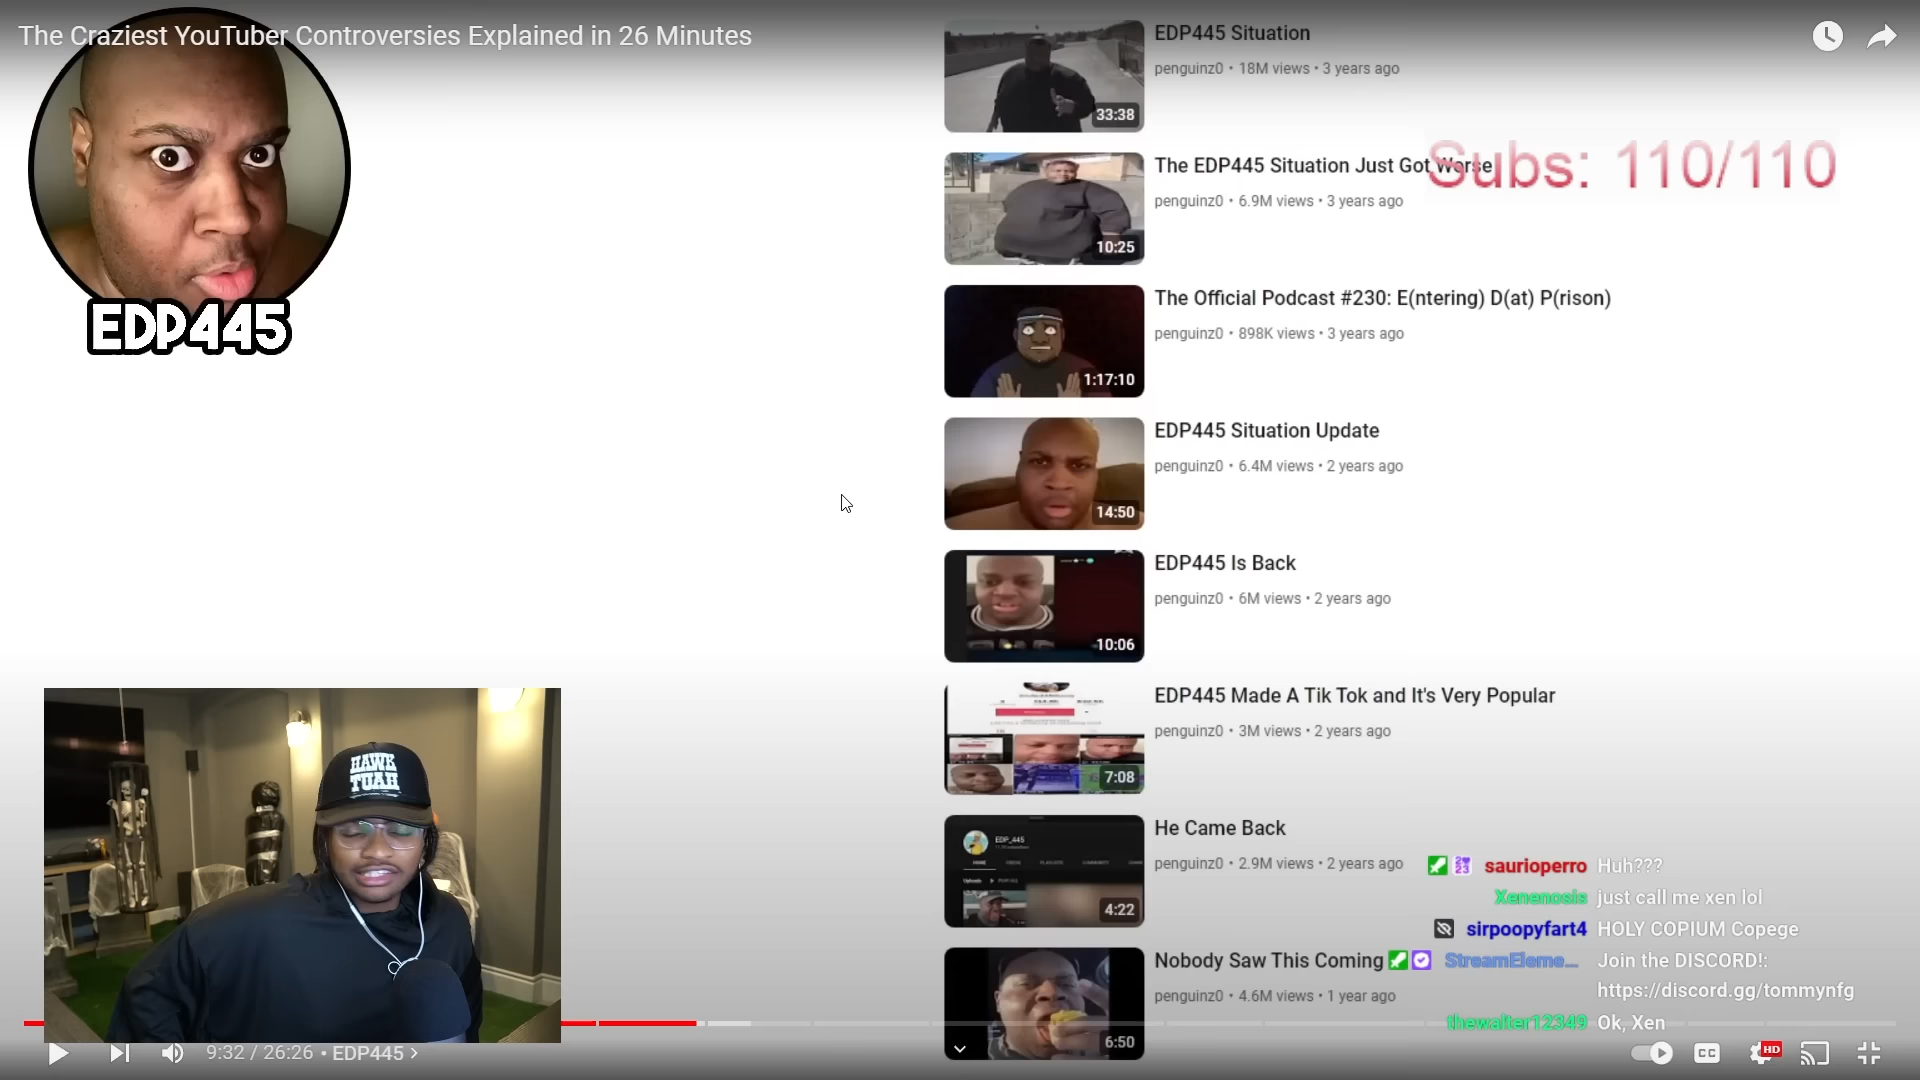 The Craziest YouTuber Controversies Explained in 26 Minutes
EDP445
EDP445 Situation
penguinz0 • 18M views • 3 years ago
33:38
Subs: 110/110
The EDP445 Situation Just Got Worse
penguinz0 • 6.9M views • 3 years ago
10:25
The Official Podcast #230: E(ntering) D(at) P(rison)
penguinz0 • 898K views • 3 years ago
1:17:10
EDP445 Situation Update
penguinz0 • 6.4M views • 2 years ago
14:50
EDP445 Is Back
penguinz0 • 6M views • 2 years ago
10:06
EDP445 Made A Tik Tok and It's Very Popular
penguinz0 • 3M views • 2 years ago
7:08
HAWK
TUAH
He Came Back
penguinz0 • 2.9M views • 2 years ago
EDP_445
4:22
Nobody Saw This Coming
penguinz0 • 4.6M views • 1 year ago
6:50
saurioperro Huh???
Xenenosis just call me xen lol
sirpoopyfart4 HOLY COPIUM Copege
StreamEleme... Join the DISCORD!:
https://discord.gg/tommynfg
thewalter12349 Ok, Xen
9:32 / 26:26 • EDP445 >
CC
HD